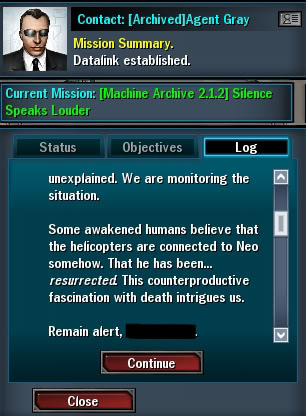 Contact: [Archived]Agent Gray
Mission Summary.
Datalink established.
Current Mission: [Machine Archive 2.1.2] Silence
Speaks Louder
Status Objectives Log
unexplained. We are monitoring the
situation.
Some awakened humans believe that
the helicopters are connected to Neo
somehow. That he has been...
resurrected. This counterproductive
fascination with death intrigues us.
Remain alert, .
Continue
Close